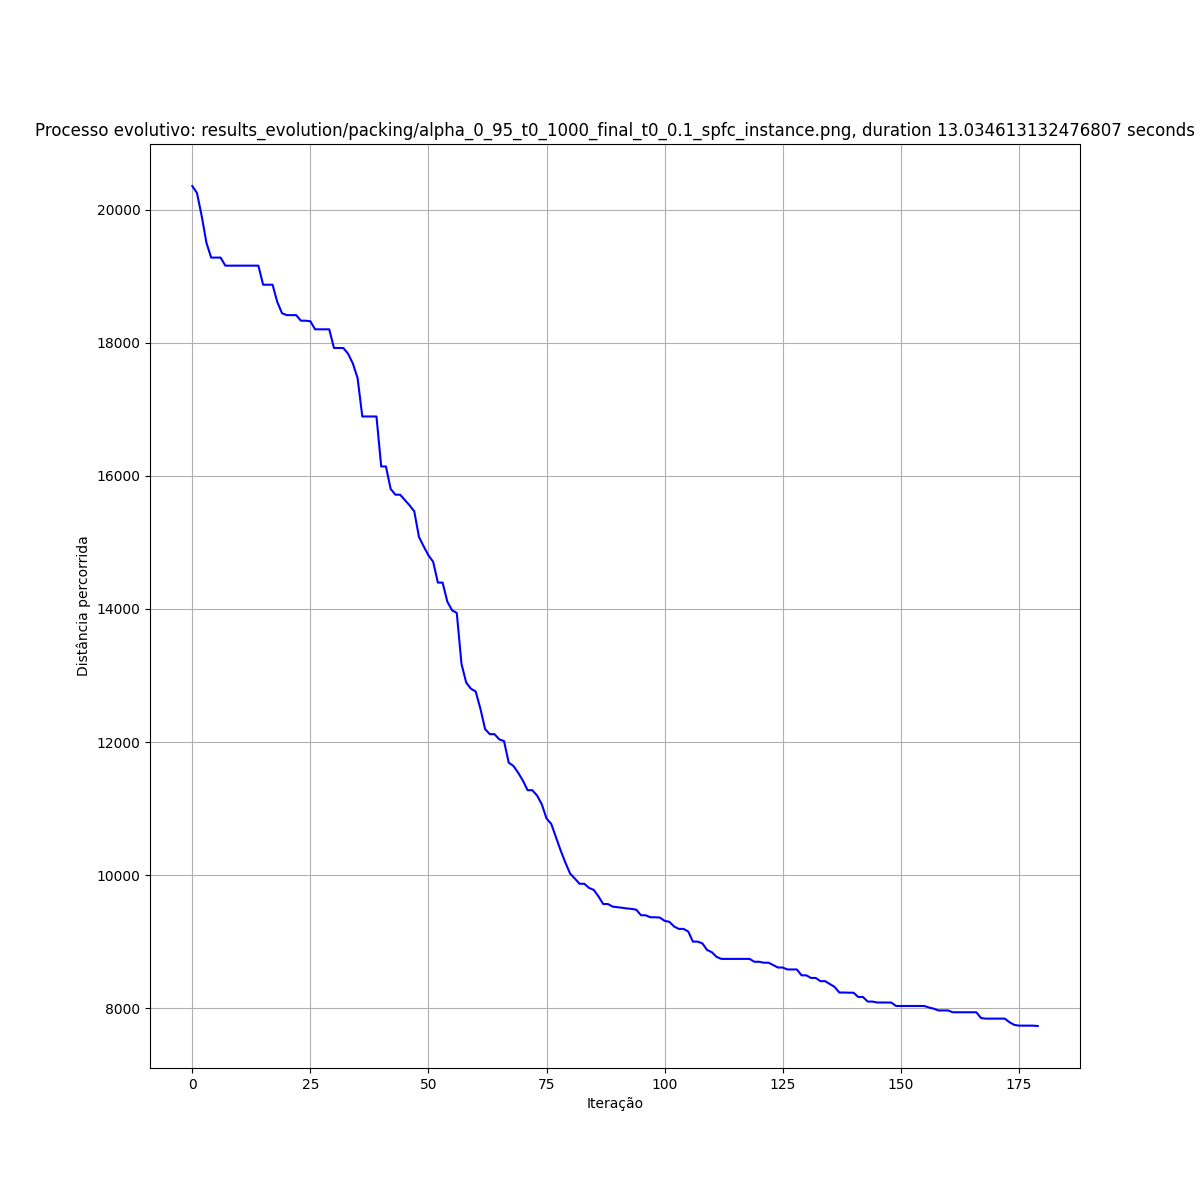 Processo evolutivo: results_evolution/packing/alpha_0_95_t0_1000_final_t0_0.1_spfc_instance.png, duration 13.034613132476807 seconds
20000
18000
16000
14000
12000
10000
8000
Distância percorrida
0 25 50 75 100 125 150 175
Iteração